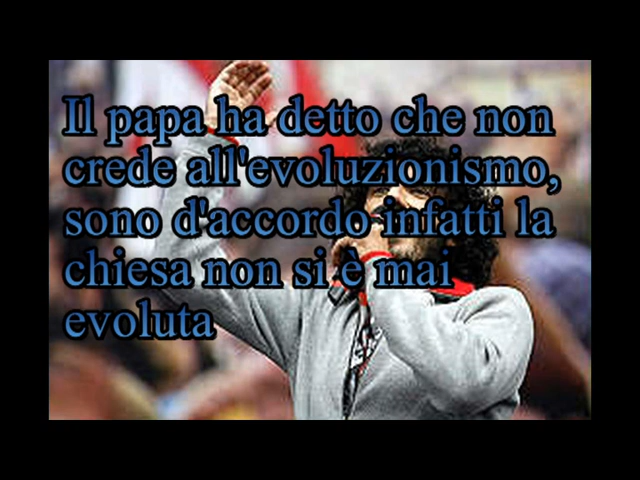 Il papa ha detto che non
crede all'evoluzionismo,
sono d'accordo infatti la
chiesa non si è mai
evoluta